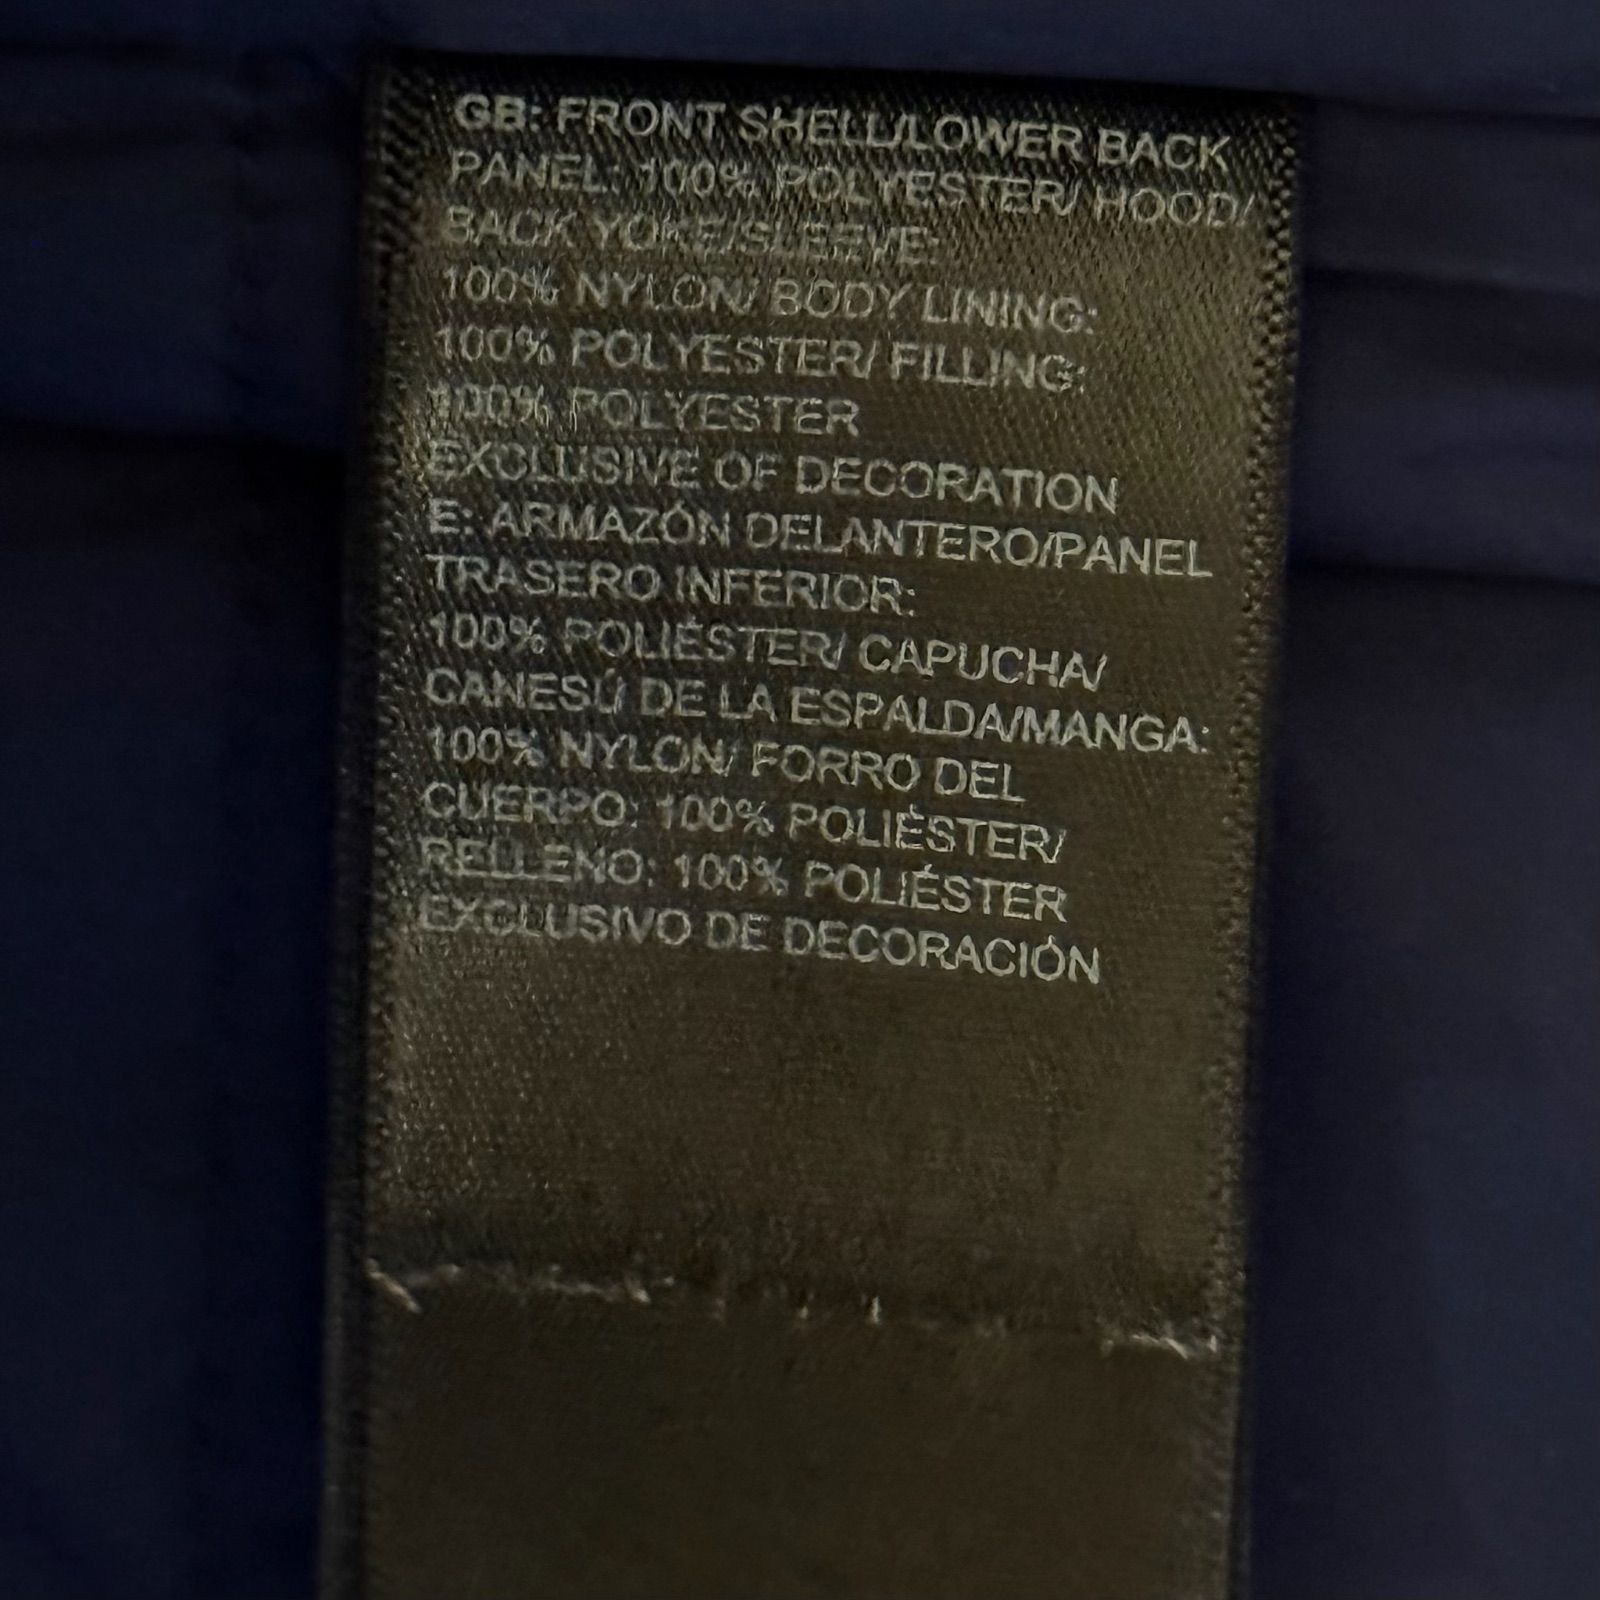 GB: FRONT SHELL/LOWER BACK
PANEL: 100% POLYESTER/ HOOD/
BACK YOKE/SLEEVE:
100% NYLON/ BODY LINING:
100% POLYESTER/ FILLING:
100% POLYESTER
EXCLUSIVE OF DECORATION
E: ARMAZÓN DELANTERO/PANEL
TRASERO INFERIOR:
100% POLIÉSTER/ CAPUCHA/
CANESÚ DE LA ESPALDA/MANGA:
100% NYLON/ FORRO DEL
CUERPO: 100% POLIÉSTER/
RELLENO: 100% POLIÉSTER
EXCLUSIVO DE DECORACIÓN